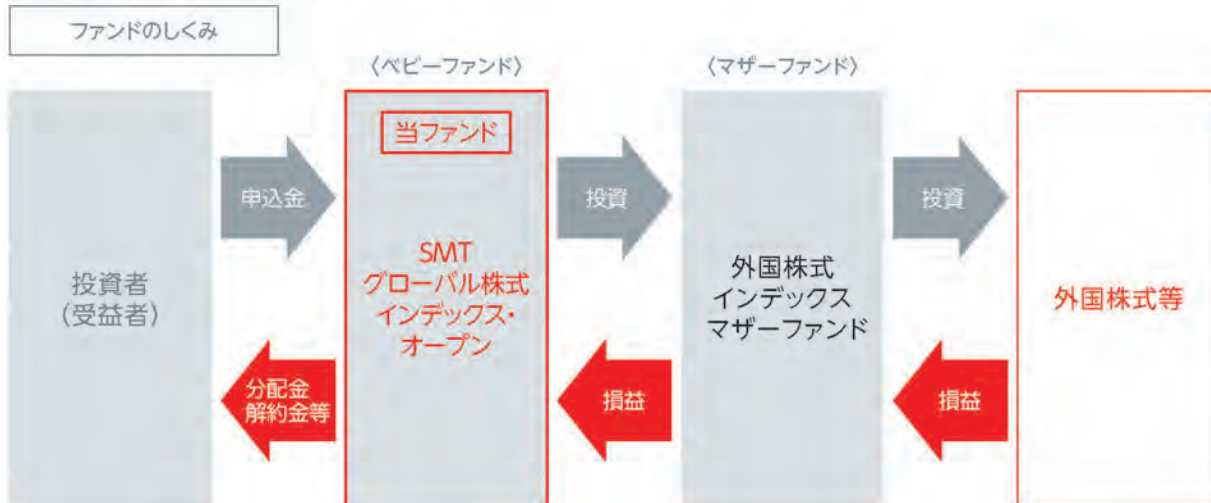 ファンドのしくみ
〈ベビーファンド〉
〈マザーファンド〉
投資者
(受益者)
申込金
分配金
解約金等
当ファンド
SMT
グローバル株式
インデックス・
オープン
投資
損益
外国株式
インデックス
マザーファンド
投資
損益
外国株式等